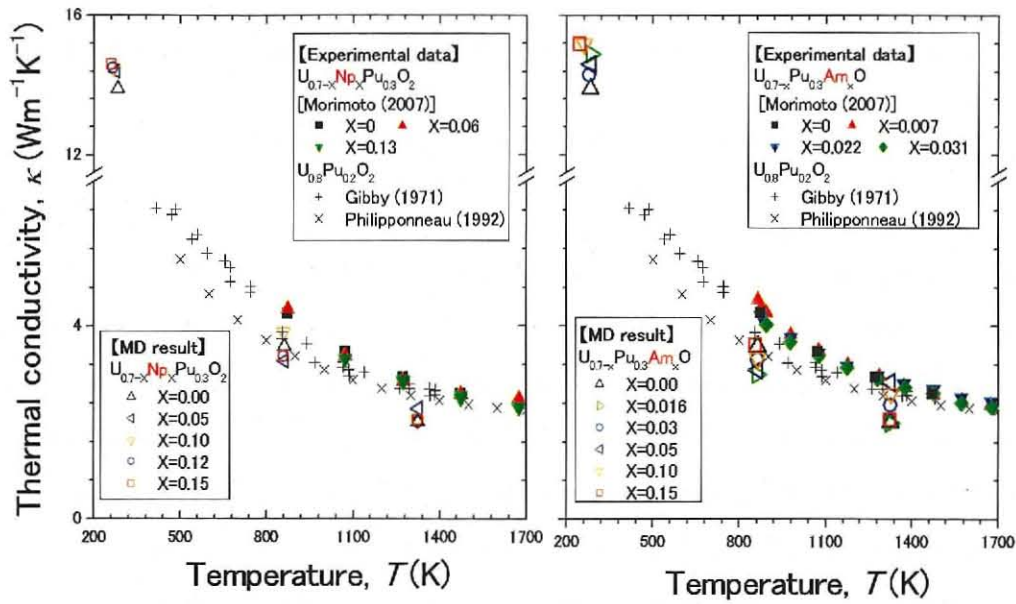 Thermal conductivity, κ (Wm⁻¹K⁻¹)
16
12
4
0
【Experimental data】
U₀.₇₋ₓNpₓPu₀.₃O₂
[Morimoto (2007)]
X=0 X=0.06
X=0.13
U₀.₈Pu₀.₂O₂
Gibby (1971)
Philipponneau (1992)
【MD result】
U₀.₇₋ₓNpₓPu₀.₃O₂
X=0.00
X=0.05
X=0.10
X=0.12
X=0.15
200 500 800 1100 1400 1700
Temperature, T(K)
【Experimental data】
U₀.₇₋ₓPu₀.₃AmₓO
[Morimoto (2007)]
X=0 X=0.007
X=0.022 X=0.031
U₀.₈Pu₀.₂O₂
Gibby (1971)
Philipponneau (1992)
【MD result】
U₀.₇₋ₓPu₀.₃AmₓO
X=0.00
X=0.016
X=0.03
X=0.05
X=0.10
X=0.15
200 500 800 1100 1400 1700
Temperature, T(K)